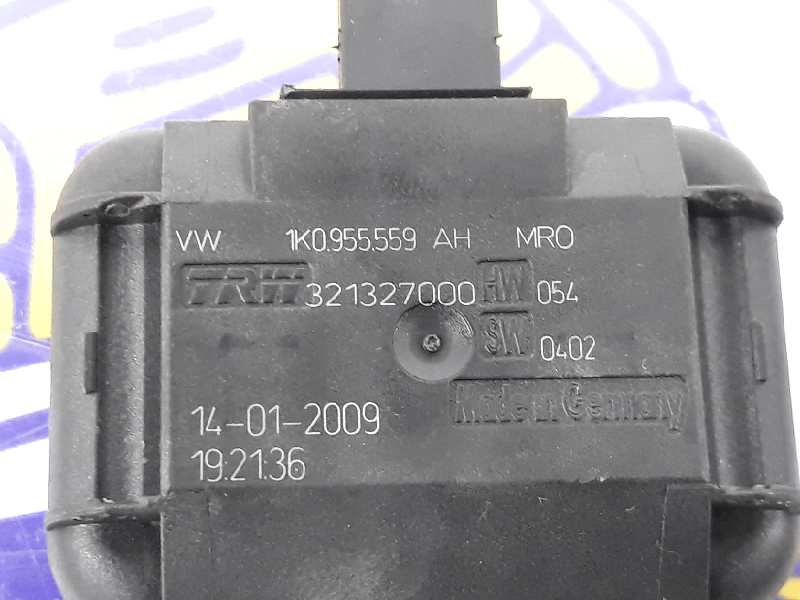 VW 1K0.955.559 AH MRO
TRW 321327000 HW 054
SW 0402
Made in Germany
14-01-2009
19:21:36